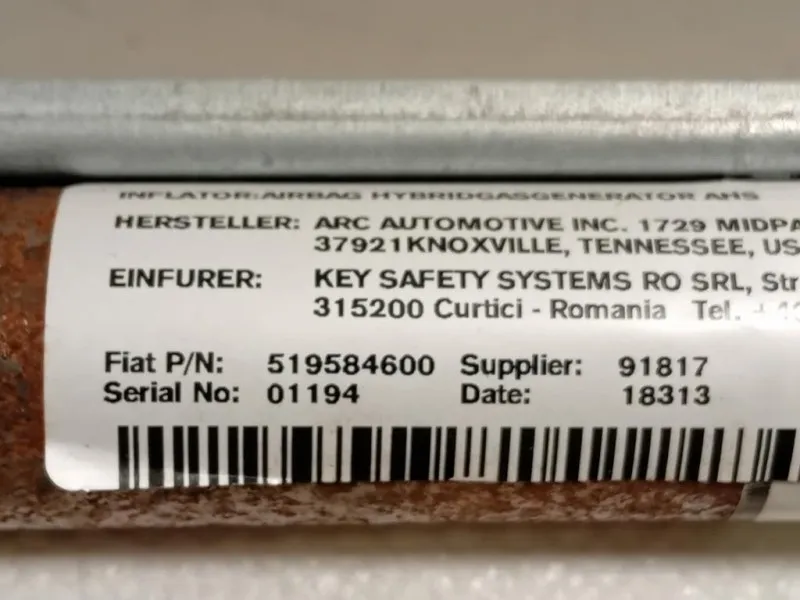 INFLATOR:AIRBAG HYBRIDGASGENERATOR AHS
HERSTELLER: ARC AUTOMOTIVE INC. 1729 MIDPA
37921KNOXVILLE, TENNESSEE, US
EINFURER: KEY SAFETY SYSTEMS RO SRL, Str
315200 Curtici - Romania Tel.
Fiat P/N: 519584600 Supplier: 91817
Serial No: 01194 Date: 18313